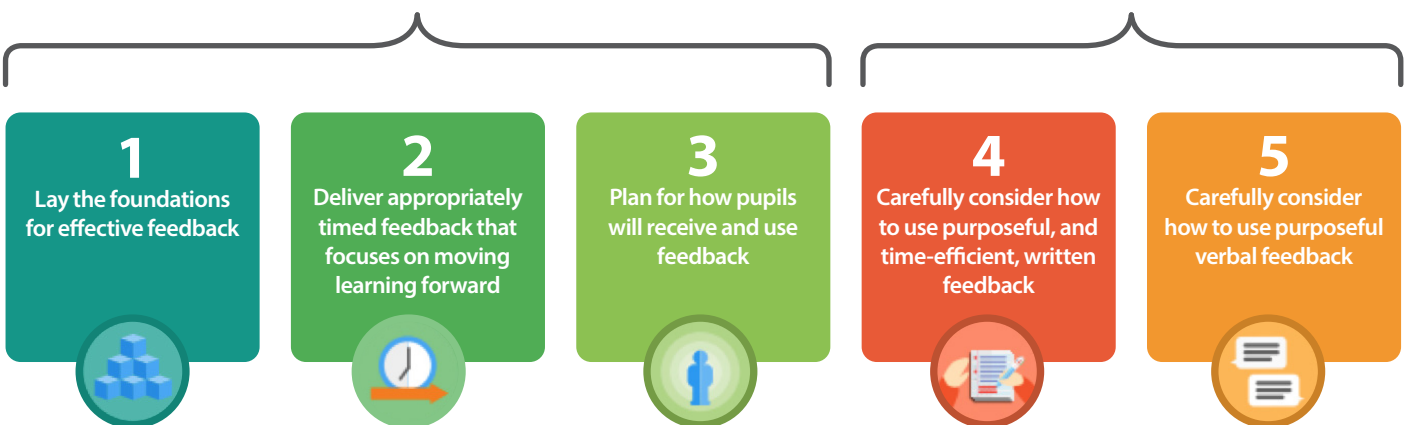 1
Lay the foundations
for effective feedback
2
Deliver appropriately
timed feedback that
focuses on moving
learning forward
3
Plan for how pupils
will receive and use
feedback
4
Carefully consider how
to use purposeful, and
time-efficient, written
feedback
5
Carefully consider
how to use purposeful
verbal feedback